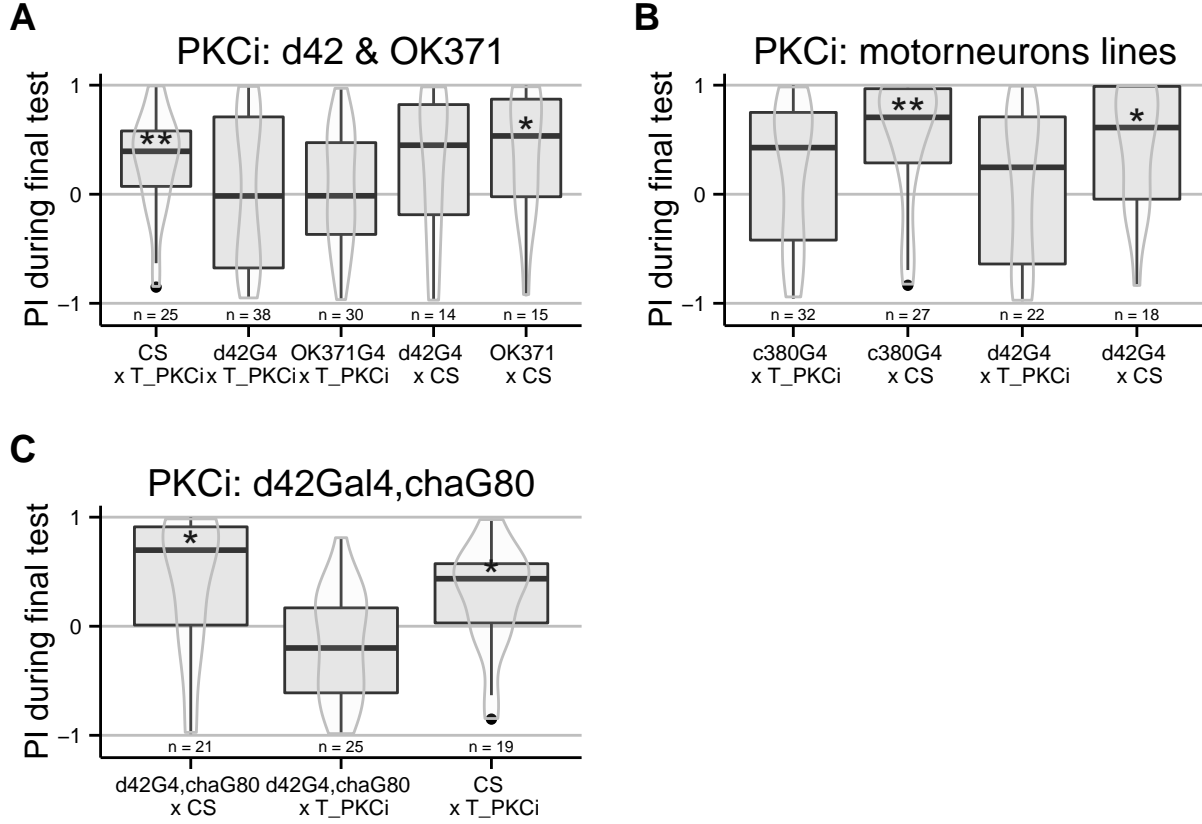 A
PKCi: d42 & OK371
PI during final test
1
0
−1
**
*
n = 25
n = 38
n = 30
n = 14
n = 15
CS
x T_PKCi
d42G4
x T_PKCi
OK371G4
x T_PKCi
d42G4
x CS
OK371
x CS
B
PKCi: motorneurons lines
PI during final test
1
0
−1
**
*
n = 32
n = 27
n = 22
n = 18
c380G4
x T_PKCi
c380G4
x CS
d42G4
x T_PKCi
d42G4
x CS
C
PKCi: d42Gal4,chaG80
PI during final test
1
0
−1
*
*
n = 21
n = 25
n = 19
d42G4,chaG80
x CS
d42G4,chaG80
x T_PKCi
CS
x T_PKCi